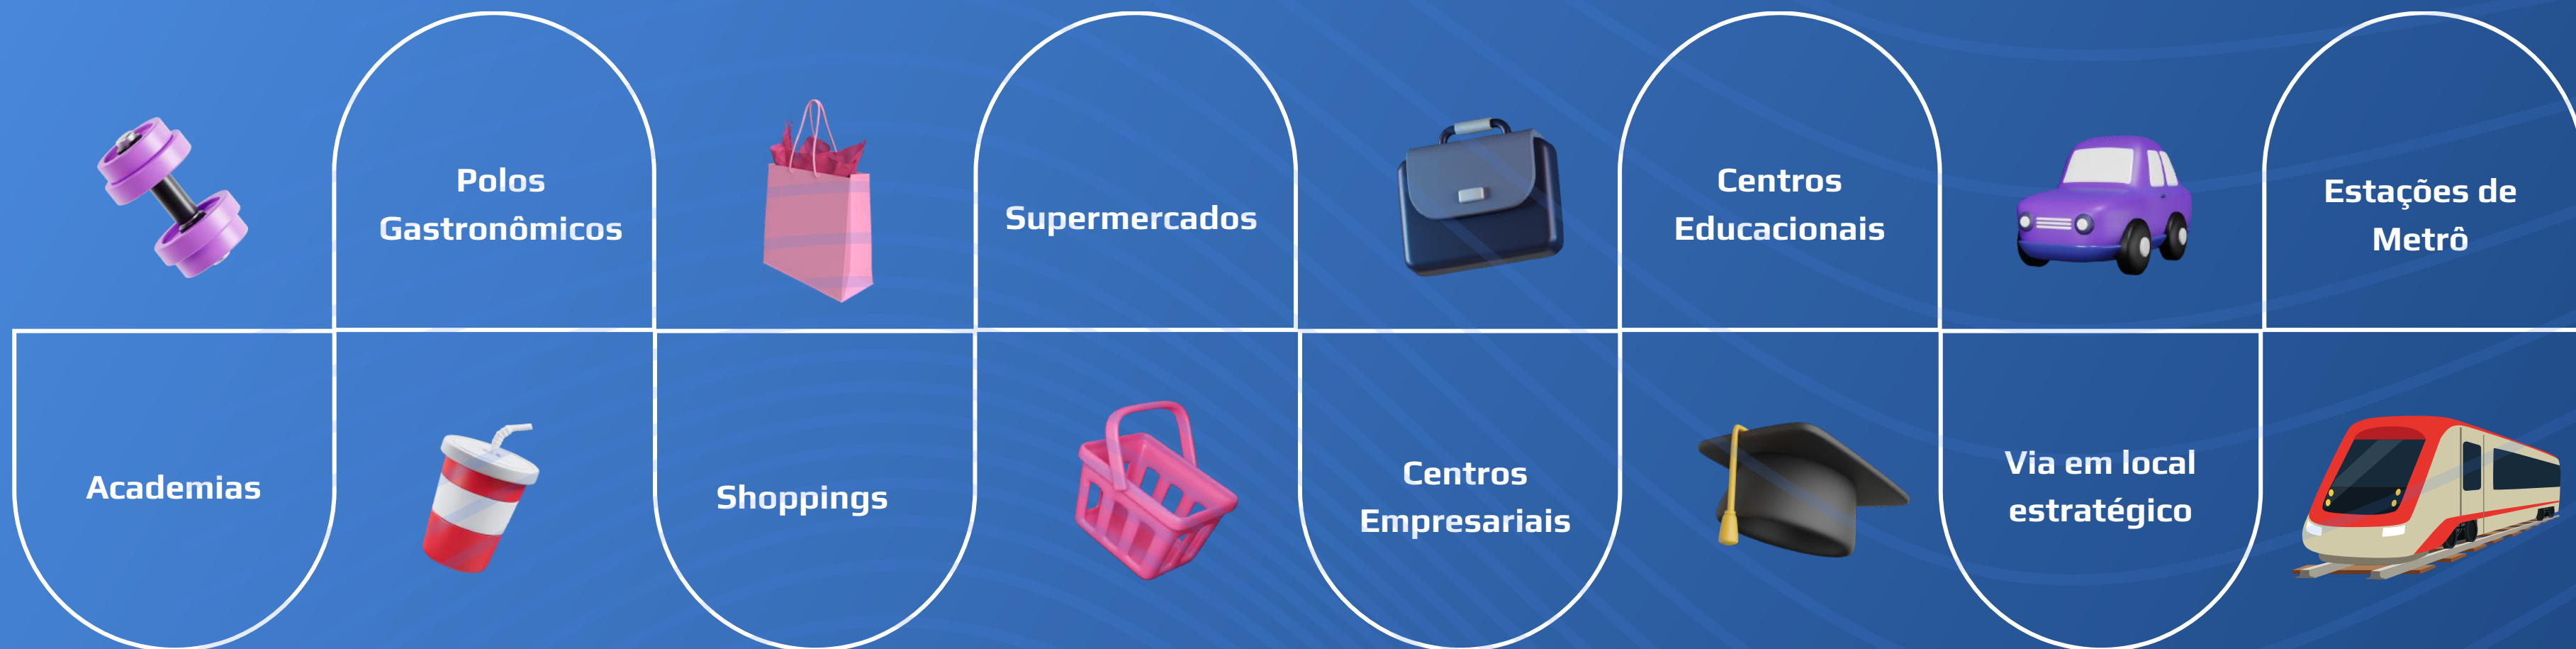 Polos
Gastronômicos
Supermercados
Centros
Educacionais
Estações de
Metrô
Academias
Shoppings
Centros
Empresariais
Via em local
estratégico